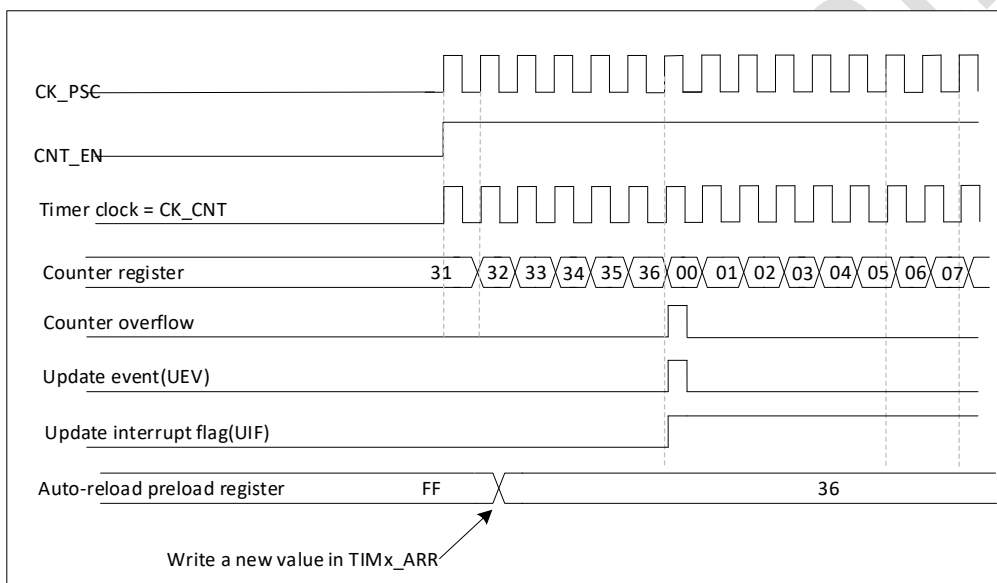 CK_PSC
CNT_EN
Timer clock = CK_CNT
Counter register 31 32 33 34 35 36 00 01 02 03 04 05 06 07
Counter overflow
Update event(UEV)
Update interrupt flag(UIF)
Auto-reload preload register FF 36
Write a new value in TIMx_ARR